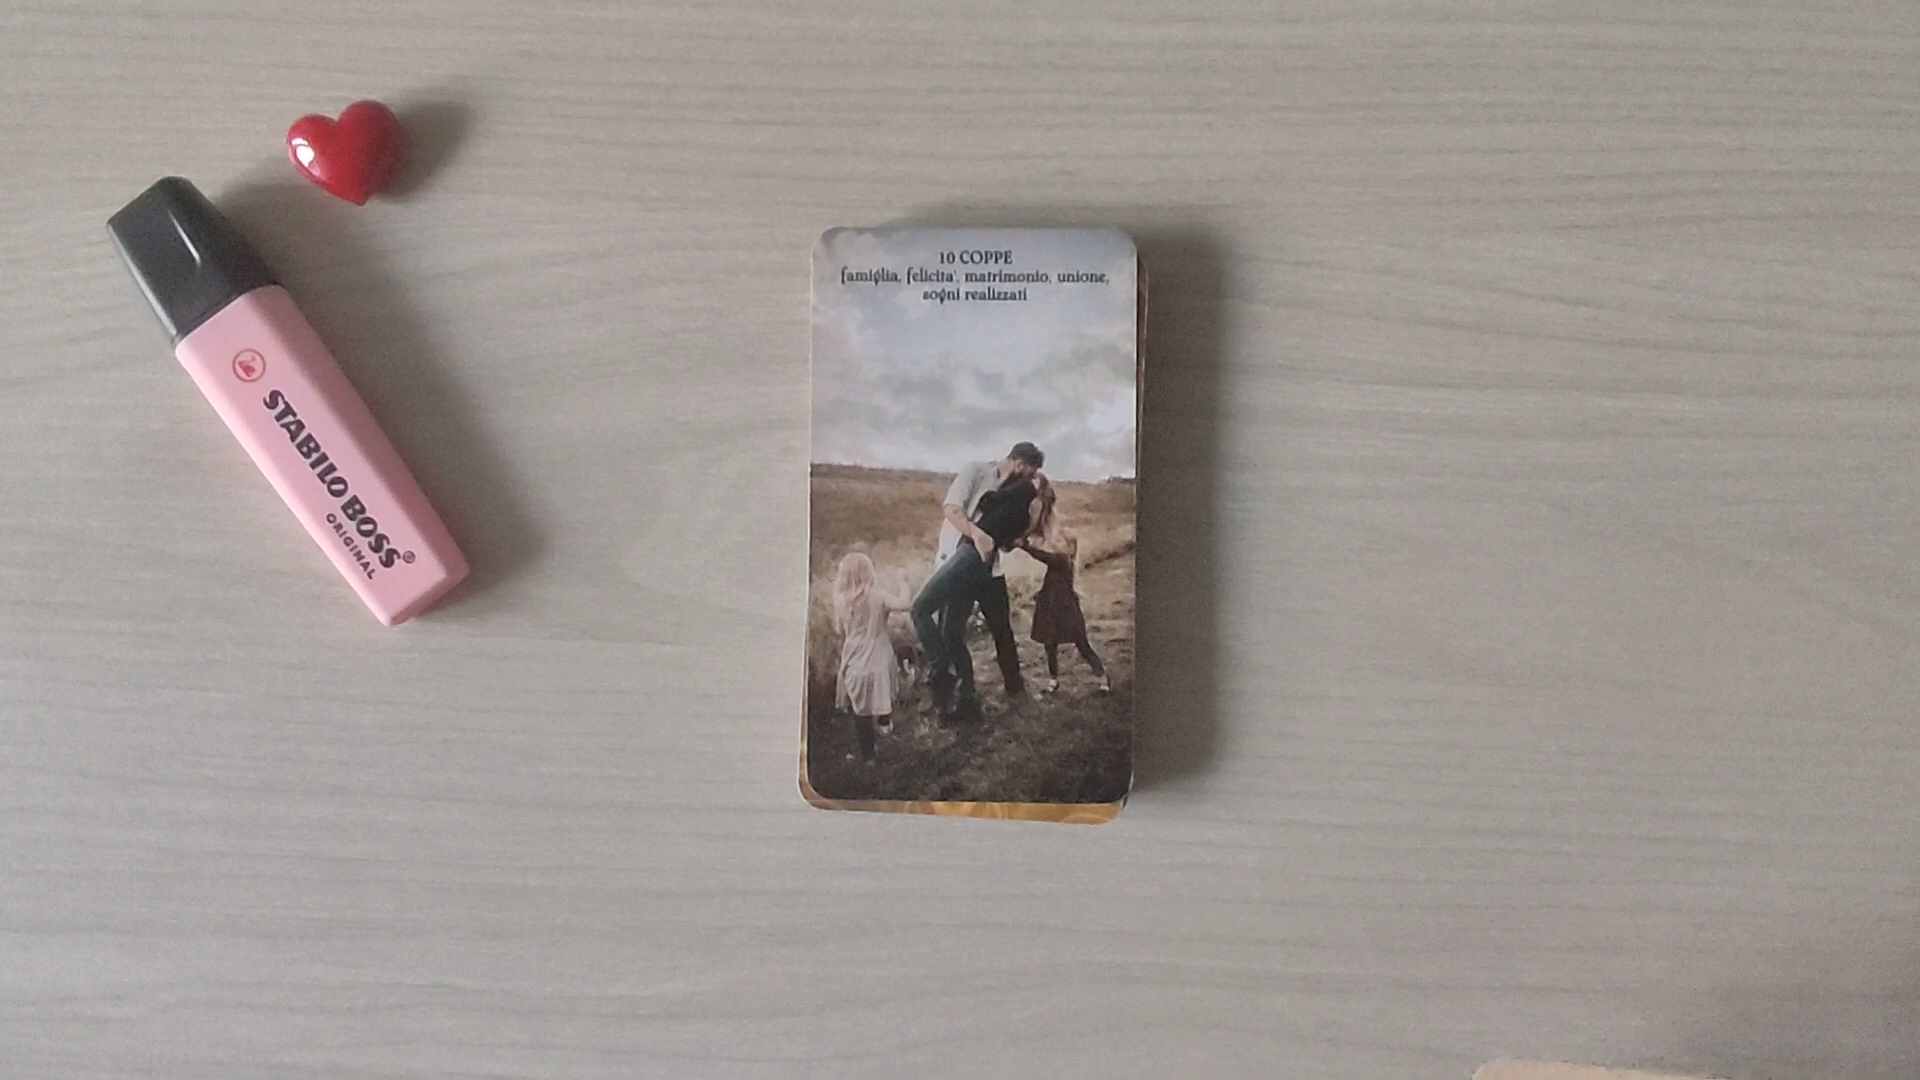 10 COPPE
famiglia, felicita', matrimonio, unione,
sogni realizzati
STABILO BOSS®
ORIGINAL